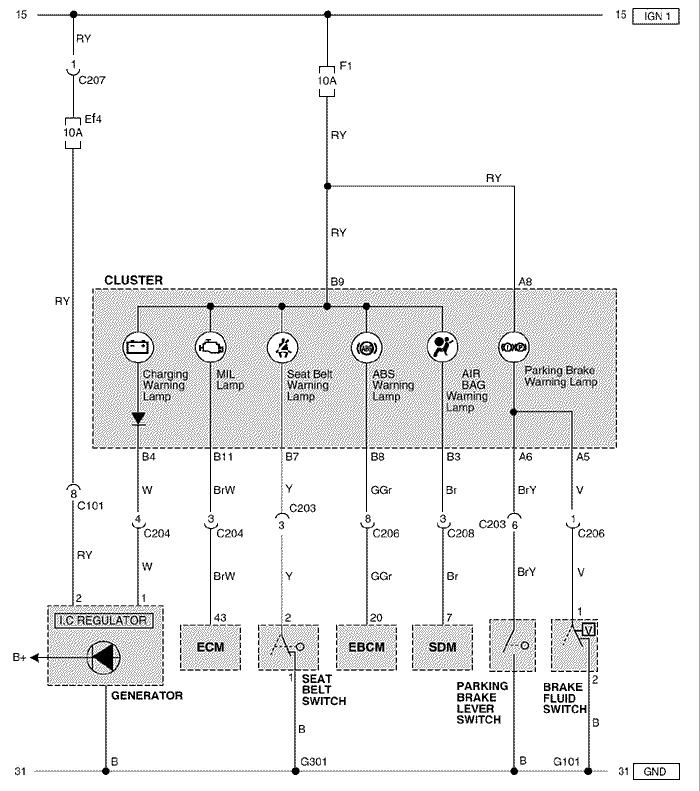 15
15 IGN 1
RY
1
C207
F1
10A
Ef4
10A
RY
RY
RY
RY
CLUSTER
B9
A8
Charging
Warning
Lamp
MIL
Lamp
Seat Belt
Warning
Lamp
ABS
Warning
Lamp
AIR
BAG
Warning
Lamp
Parking Brake
Warning Lamp
B4
B11
B7
B8
B3
A6
A5
8
C101
W
BrW
Y
GGr
Br
BrY
V
4
C204
3
C204
C203
3
8
C206
3
C208
C203
6
1
C206
RY
W
BrW
Y
GGr
Br
BrY
V
2
1
43
2
20
7
1
I.C REGULATOR
ECM
EBCM
SDM
V
B+
GENERATOR
1
SEAT
BELT
SWITCH
PARKING
BRAKE
LEVER
SWITCH
BRAKE
FLUID
SWITCH
2
B
B
B
G301
B
G101
31
31 GND